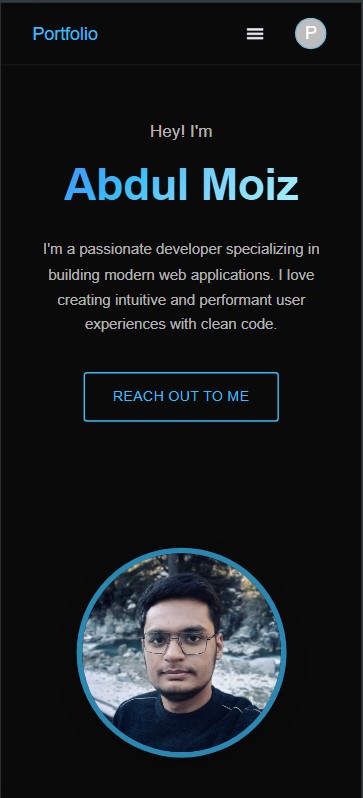 Portfolio
P
Hey! I'm
Abdul Moiz
I'm a passionate developer specializing in
building modern web applications. I love
creating intuitive and performant user
experiences with clean code.
REACH OUT TO ME